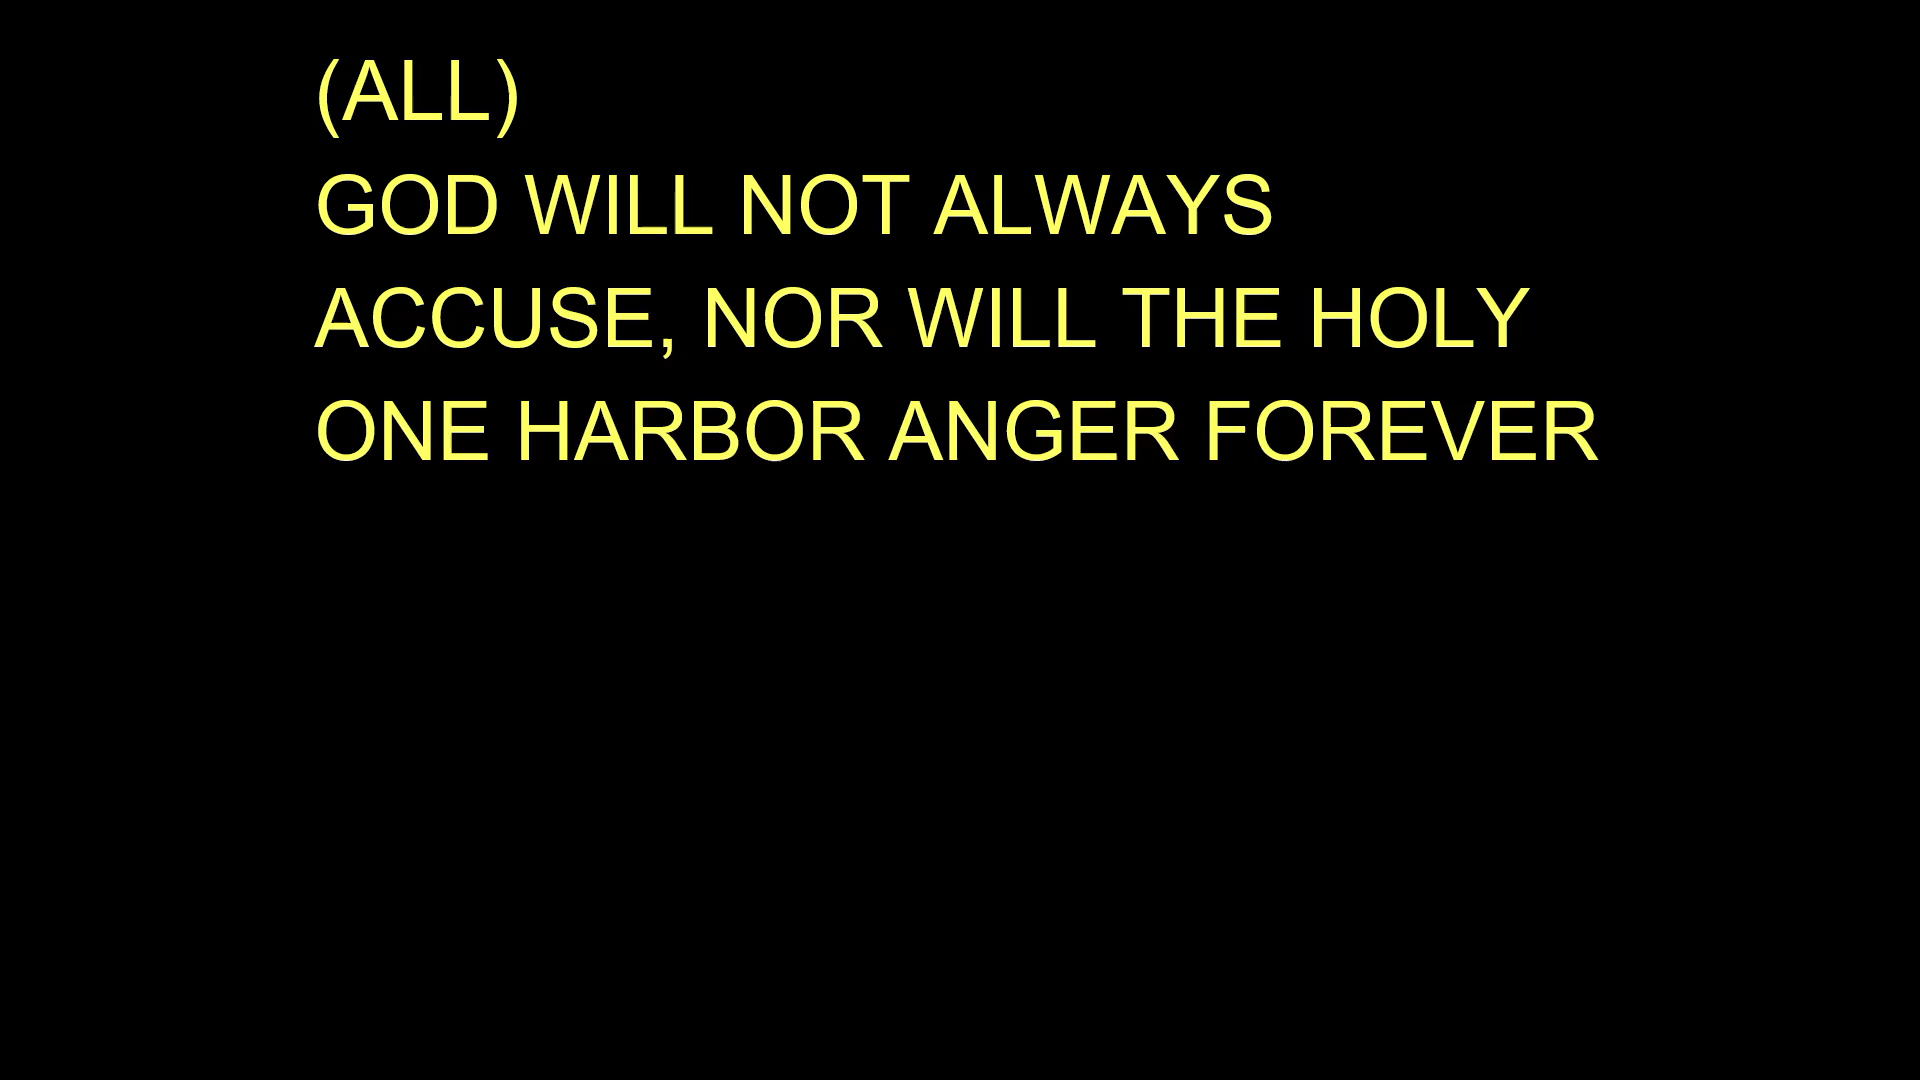 (ALL)
GOD WILL NOT ALWAYS
ACCUSE, NOR WILL THE HOLY
ONE HARBOR ANGER FOREVER